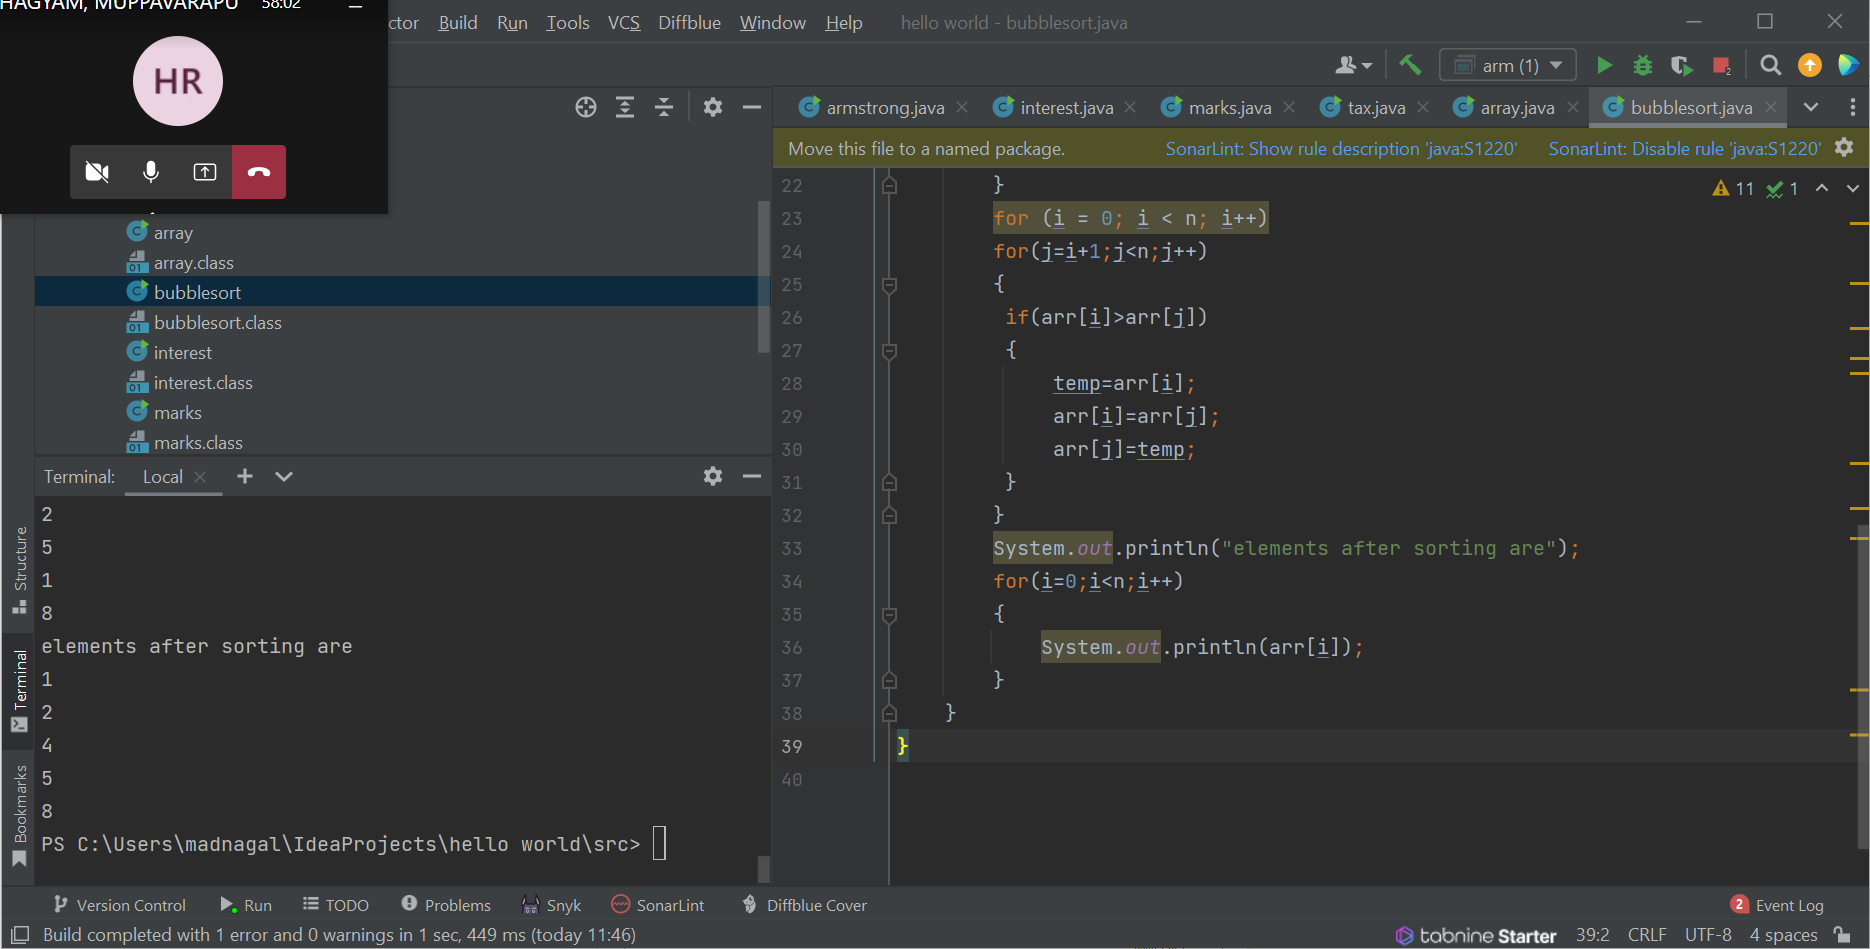 HAGYAM, MUPPAVARAPU 58:02
HR
ctor Build Run Tools VCS Diffblue Window Help hello world - bubblesort.java
arm (1) 2
armstrong.java interest.java marks.java tax.java array.java bubblesort.java
Move this file to a named package. SonarLint: Show rule description 'java:S1220' SonarLint: Disable rule 'java:S1220'
11 1
array
array.class
bubblesort
bubblesort.class
interest
interest.class
marks
marks.class
22 }
23 for (i = 0; i < n; i++)
24 for(j=i+1;j<n;j++)
25 {
26 if(arr[i]>arr[j])
27 {
28 temp=arr[i];
29 arr[i]=arr[j];
30 arr[j]=temp;
31 }
32 }
33 System.out.println("elements after sorting are");
34 for(i=0;i<n;i++)
35 {
36 System.out.println(arr[i]);
37 }
38 }
39 }
40
Terminal: Local
2
5
1
8
elements after sorting are
1
2
4
5
8
PS C:\Users\madnagal\IdeaProjects\hello world\src>
Structure
Terminal
Bookmarks
Version Control Run TODO Problems Snyk SonarLint Diffblue Cover 2 Event Log
Build completed with 1 error and 0 warnings in 1 sec, 449 ms (today 11:46) tabnine Starter 39:2 CRLF UTF-8 4 spaces